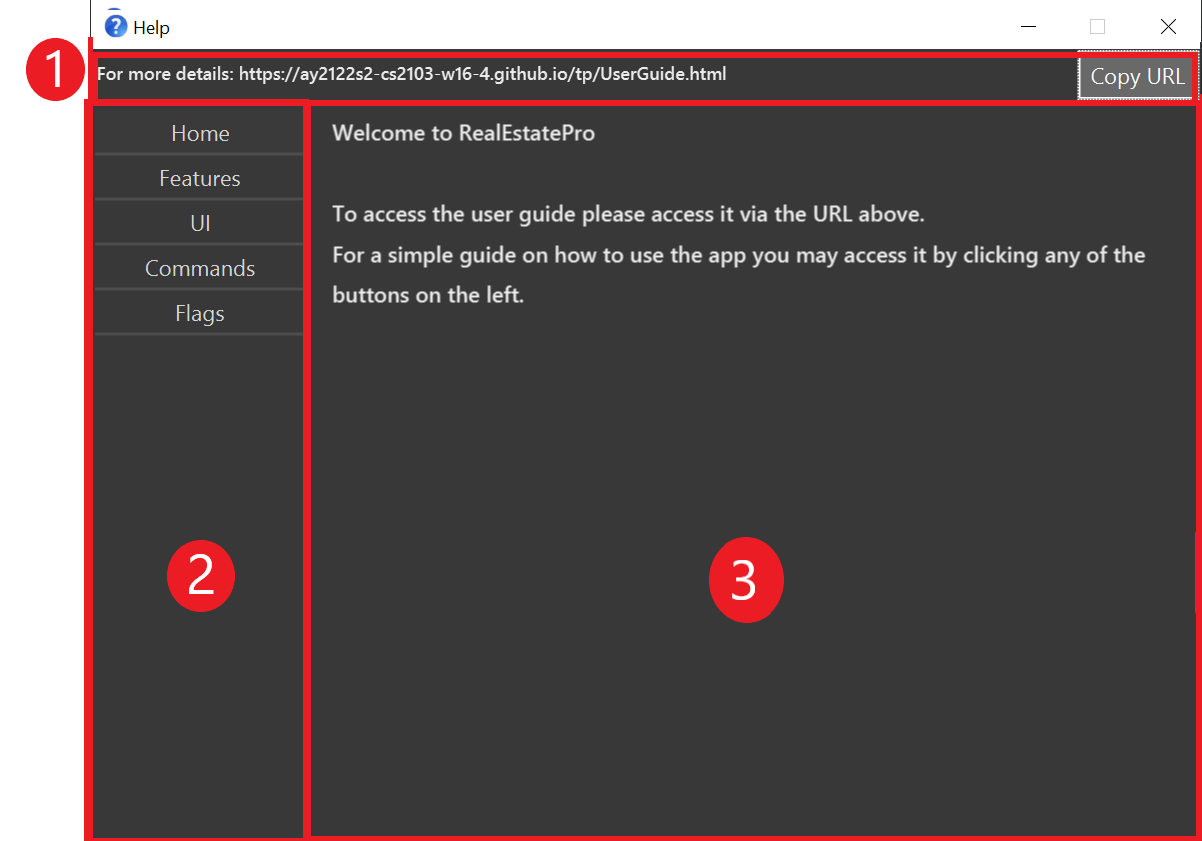 Help
1
For more details: https://ay2122s2-cs2103-w16-4.github.io/tp/UserGuide.html Copy URL
Home
Features
UI
Commands
Flags
2
Welcome to RealEstatePro
To access the user guide please access it via the URL above.
For a simple guide on how to use the app you may access it by clicking any of the
buttons on the left.
3